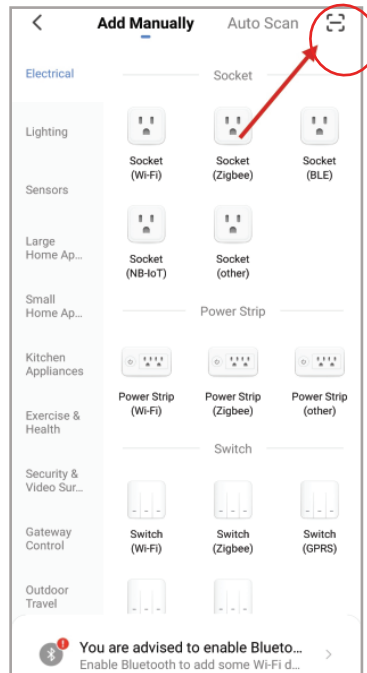 Add Manually
Auto Scan
Electrical
Lighting
Sensors
Large
Home Ap...
Small
Home Ap...
Kitchen
Appliances
Exercise &
Health
Security &
Video Sur...
Gateway
Control
Outdoor
Travel
Socket
Socket
(Wi-Fi)
Socket
(Zigbee)
Socket
(BLE)
Socket
(NB-IoT)
Socket
(other)
Power Strip
Power Strip
(Wi-Fi)
Power Strip
(Zigbee)
Power Strip
(other)
Switch
Switch
(Wi-Fi)
Switch
(Zigbee)
Switch
(GPRS)
You are advised to enable Blueto...
Enable Bluetooth to add some Wi-Fi d...